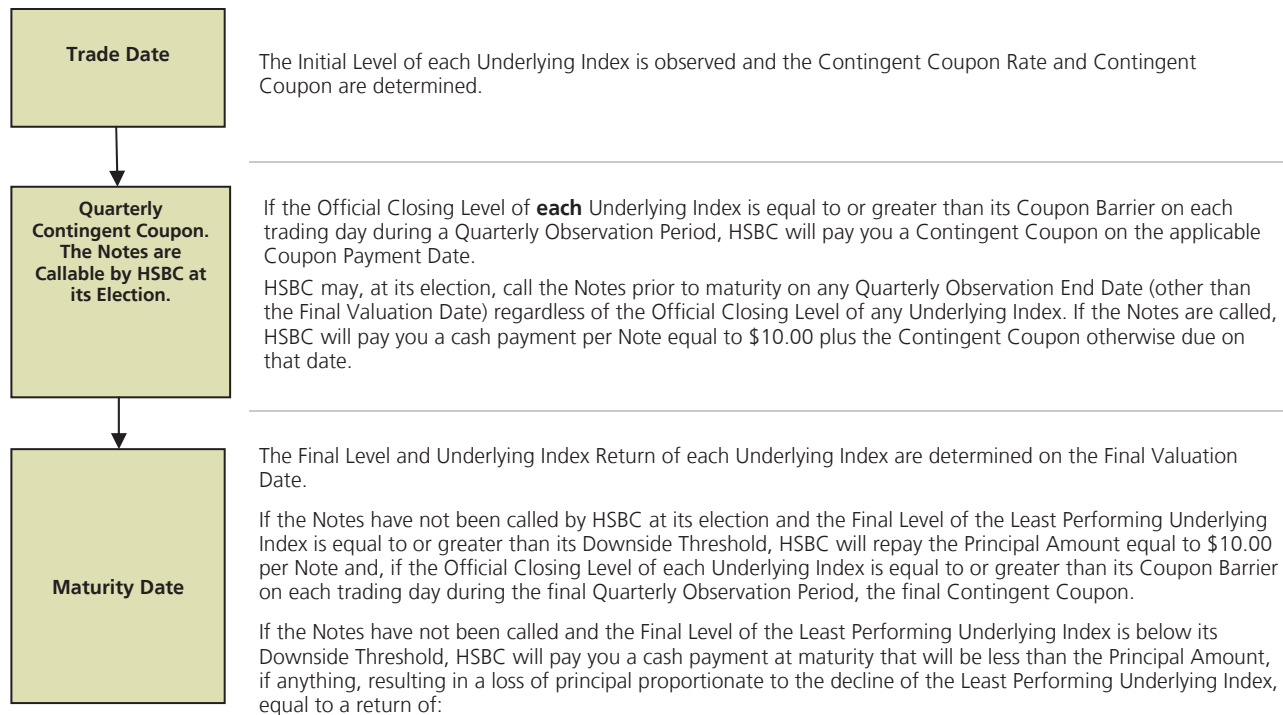 Trade Date
The Initial Level of each Underlying Index is observed and the Contingent Coupon Rate and Contingent
Coupon are determined.
Quarterly
Contingent Coupon.
The Notes are
Callable by HSBC at
its Election.
If the Official Closing Level of each Underlying Index is equal to or greater than its Coupon Barrier on each
trading day during a Quarterly Observation Period, HSBC will pay you a Contingent Coupon on the applicable
Coupon Payment Date.
HSBC may, at its election, call the Notes prior to maturity on any Quarterly Observation End Date (other than
the Final Valuation Date) regardless of the Official Closing Level of any Underlying Index. If the Notes are called,
HSBC will pay you a cash payment per Note equal to $10.00 plus the Contingent Coupon otherwise due on
that date.
Maturity Date
The Final Level and Underlying Index Return of each Underlying Index are determined on the Final Valuation
Date.
If the Notes have not been called by HSBC at its election and the Final Level of the Least Performing Underlying
Index is equal to or greater than its Downside Threshold, HSBC will repay the Principal Amount equal to $10.00
per Note and, if the Official Closing Level of each Underlying Index is equal to or greater than its Coupon Barrier
on each trading day during the final Quarterly Observation Period, the final Contingent Coupon.
If the Notes have not been called and the Final Level of the Least Performing Underlying Index is below its
Downside Threshold, HSBC will pay you a cash payment at maturity that will be less than the Principal Amount,
if anything, resulting in a loss of principal proportionate to the decline of the Least Performing Underlying Index,
equal to a return of: